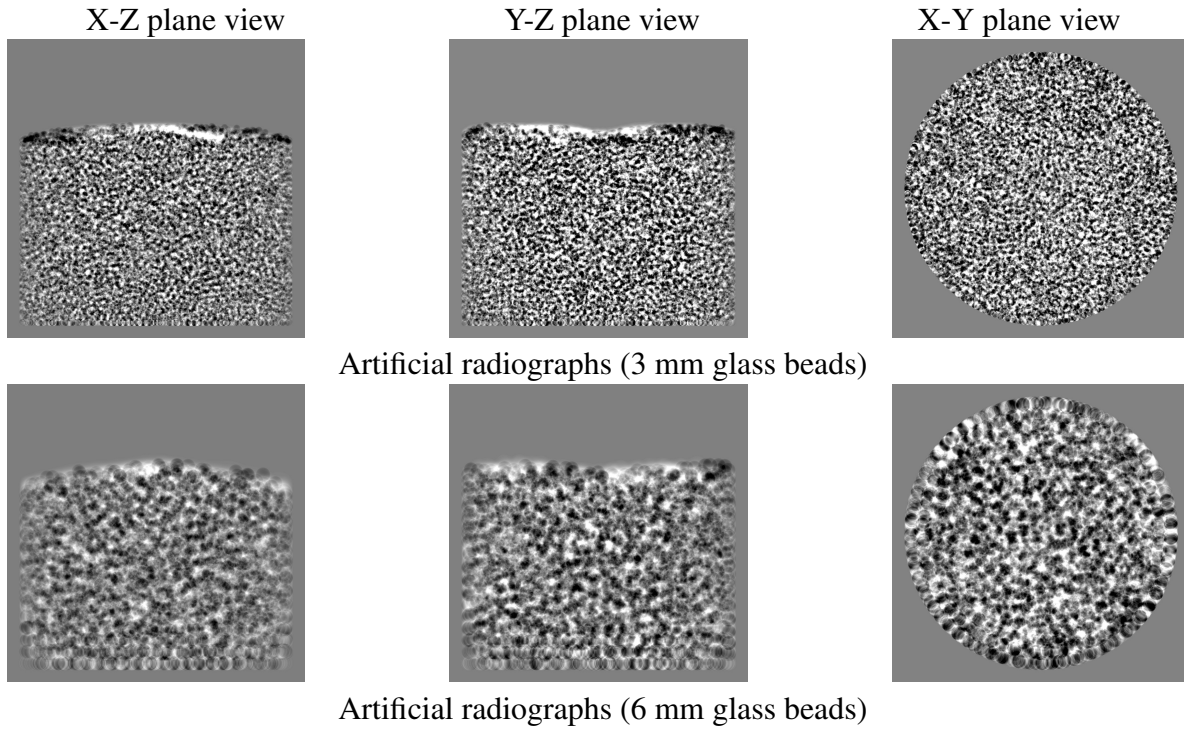 X-Z plane view
Y-Z plane view
X-Y plane view
Artificial radiographs (3 mm glass beads)
Artificial radiographs (6 mm glass beads)